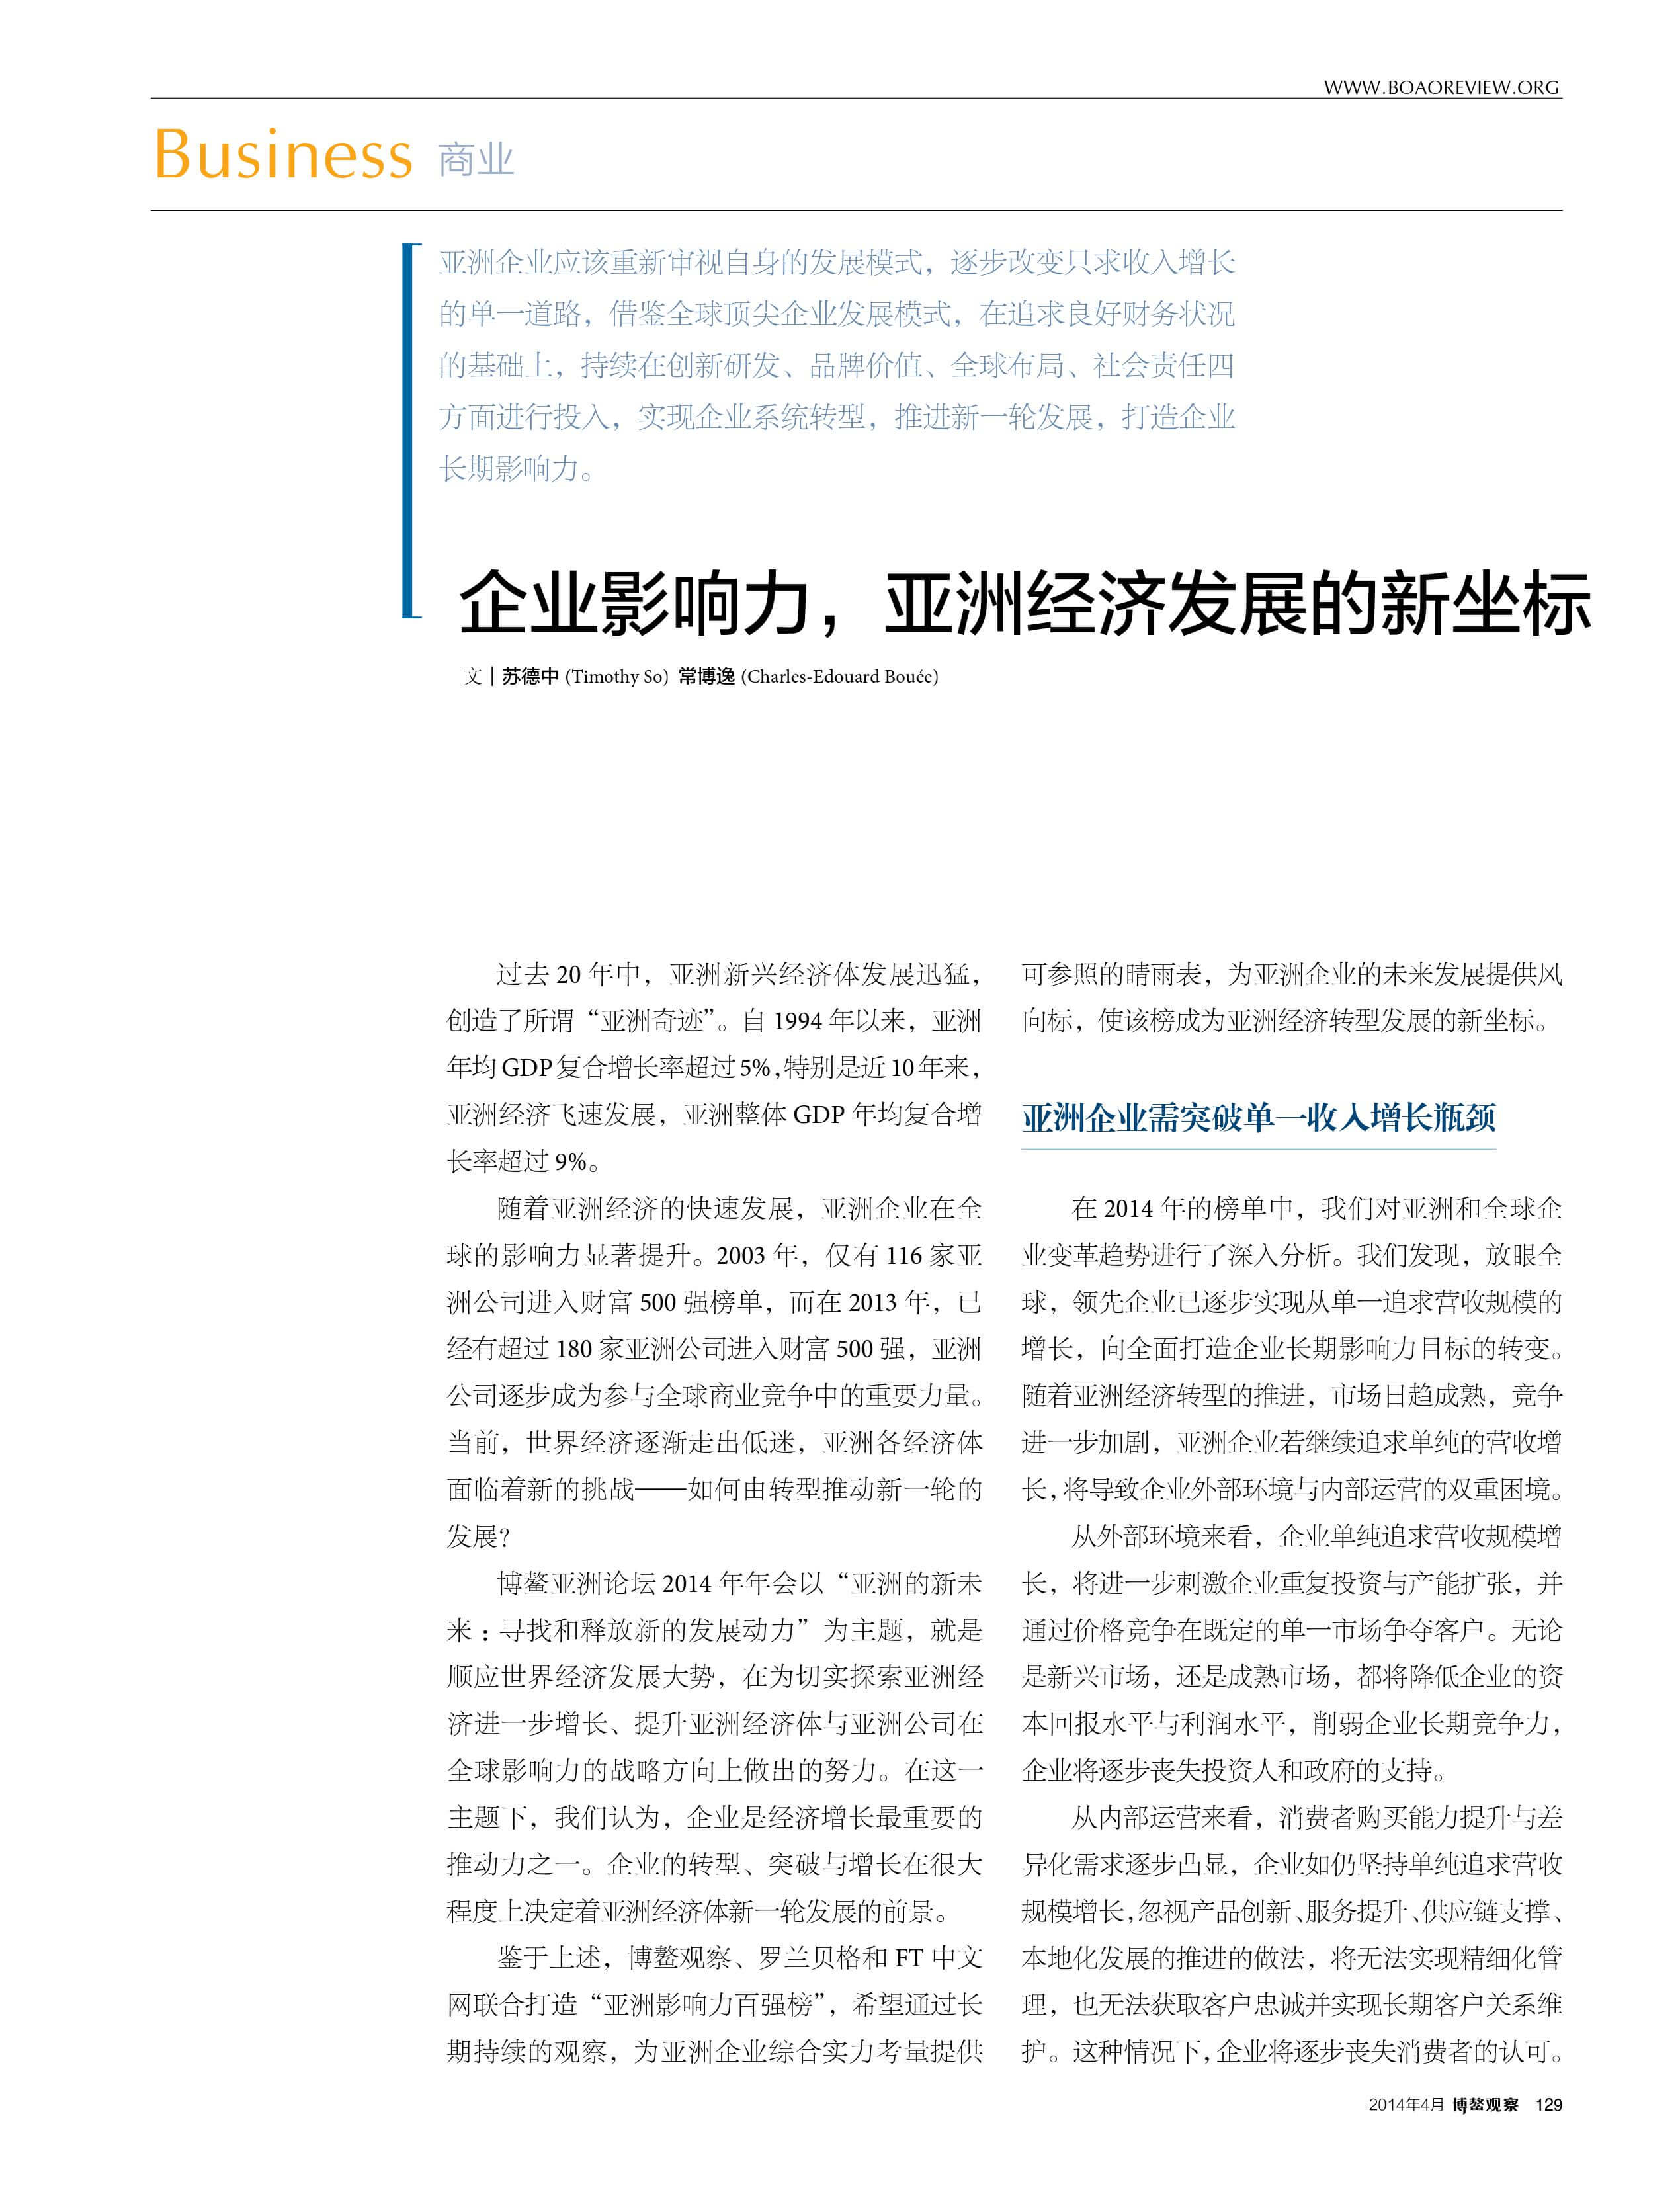 WWW.BOAOREVIEW.ORG
Business 商业
亚洲企业应该重新审视自身的发展模式，逐步改变只求收入增长
的单一道路，借鉴全球顶尖企业发展模式，在追求良好财务状况
的基础上，持续在创新研发、品牌价值、全球布局、社会责任四
方面进行投入，实现企业系统转型，推进新一轮发展，打造企业
长期影响力。
企业影响力，亚洲经济发展的新坐标
文 | 苏德中 (Timothy So) 常博逸 (Charles-Edouard Bouée)
过去 20 年中，亚洲新兴经济体发展迅猛，
创造了所谓“亚洲奇迹”。自 1994 年以来，亚洲
年均 GDP 复合增长率超过 5%，特别是近 10 年来，
亚洲经济飞速发展，亚洲整体 GDP 年均复合增
长率超过 9%。
随着亚洲经济的快速发展，亚洲企业在全
球的影响力显著提升。2003 年，仅有 116 家亚
洲公司进入财富 500 强榜单，而在 2013 年，已
经有超过 180 家亚洲公司进入财富 500 强，亚洲
公司逐步成为参与全球商业竞争中的重要力量。
当前，世界经济逐渐走出低迷，亚洲各经济体
面临着新的挑战——如何由转型推动新一轮的
发展？
博鳌亚洲论坛 2014 年年会以“亚洲的新未
来：寻找和释放新的发展动力”为主题，就是
顺应世界经济发展大势，在为切实探索亚洲经
济进一步增长、提升亚洲经济体与亚洲公司在
全球影响力的战略方向上做出的努力。在这一
主题下，我们认为，企业是经济增长最重要的
推动力之一。企业的转型、突破与增长在很大
程度上决定着亚洲经济体新一轮发展的前景。
鉴于上述，博鳌观察、罗兰贝格和 FT 中文
网联合打造“亚洲影响力百强榜”，希望通过长
期持续的观察，为亚洲企业综合实力考量提供
可参照的晴雨表，为亚洲企业的未来发展提供风
向标，使该榜成为亚洲经济转型发展的新坐标。
亚洲企业需突破单一收入增长瓶颈
在 2014 年的榜单中，我们对亚洲和全球企
业变革趋势进行了深入分析。我们发现，放眼全
球，领先企业已逐步实现从单一追求营收规模的
增长，向全面打造企业长期影响力目标的转变。
随着亚洲经济转型的推进，市场日趋成熟，竞争
进一步加剧，亚洲企业若继续追求单纯的营收增
长，将导致企业外部环境与内部运营的双重困境。
从外部环境来看，企业单纯追求营收规模增
长，将进一步刺激企业重复投资与产能扩张，并
通过价格竞争在既定的单一市场争夺客户。无论
是新兴市场，还是成熟市场，都将降低企业的资
本回报水平与利润水平，削弱企业长期竞争力，
企业将逐步丧失投资人和政府的支持。
从内部运营来看，消费者购买能力提升与差
异化需求逐步凸显，企业如仍坚持单纯追求营收
规模增长，忽视产品创新、服务提升、供应链支撑、
本地化发展的推进的做法，将无法实现精细化管
理，也无法获取客户忠诚并实现长期客户关系维
护。这种情况下，企业将逐步丧失消费者的认可。
2014年4月 博鳌观察 129